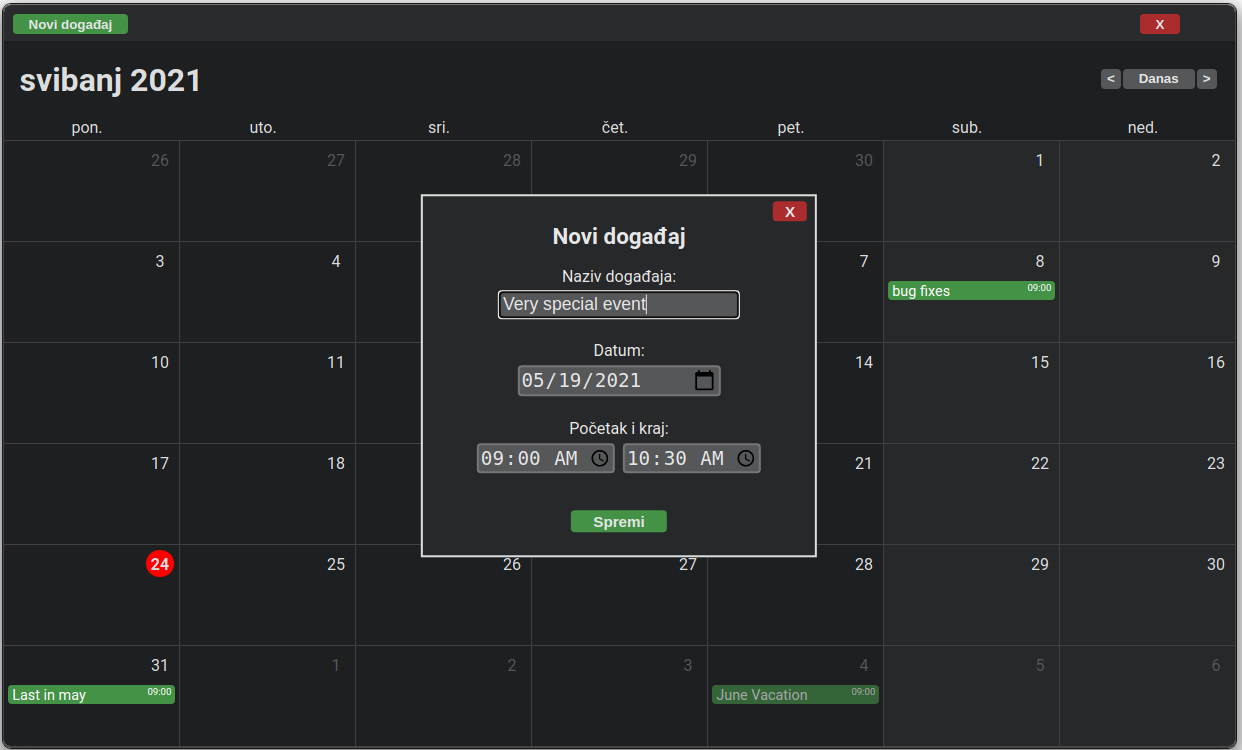 Novi događaj X
svibanj 2021 < Danas >
pon. uto. sri. čet. pet. sub. ned.
26 27 28 29 30 1 2
X
Novi događaj
Naziv događaja:
Very special event
Datum:
05/19/2021
Početak i kraj:
09:00 AM 10:30 AM
Spremi
3 4 7 8 9
bug fixes 09:00
10 11 14 15 16
17 18 21 22 23
24 25 26 27 28 29 30
31 1 2 3 4 5 6
Last in may 09:00 June Vacation 09:00